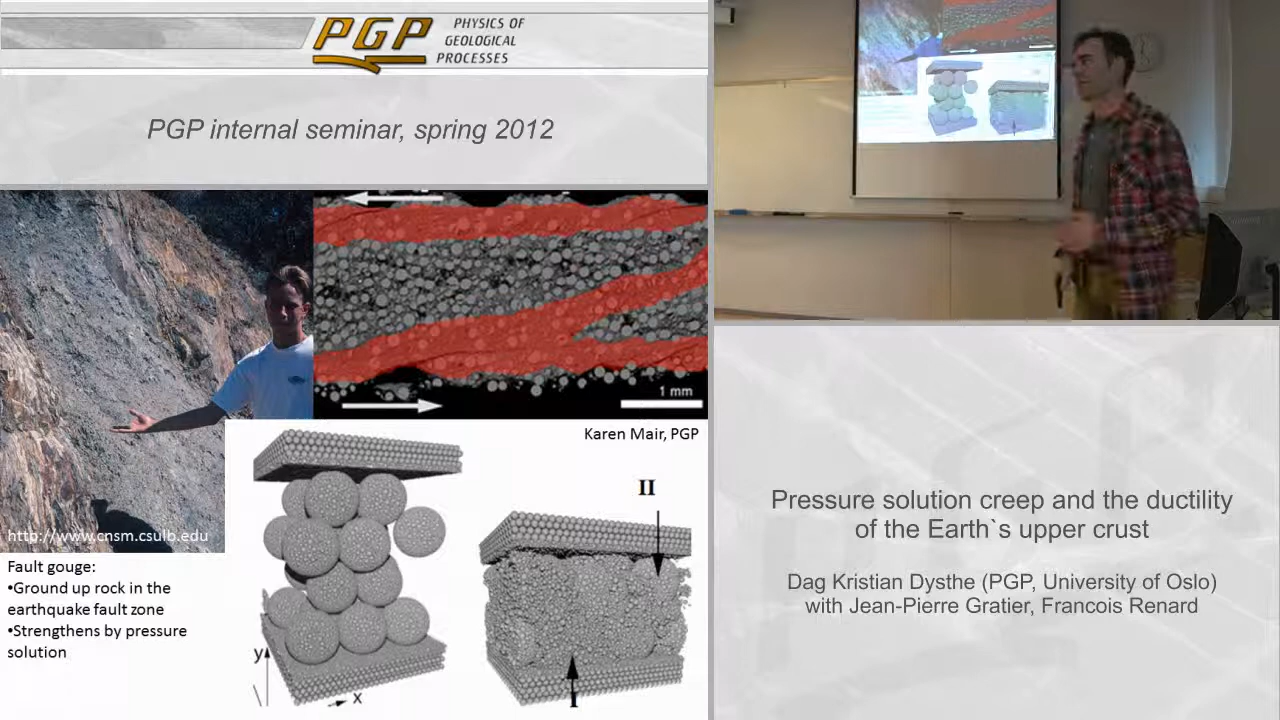 PGP
PHYSICS OF
GEOLOGICAL
PROCESSES
PGP internal seminar, spring 2012
1 mm
Karen Mair, PGP
http://www.cnsm.csulb.edu
Fault gouge:
•Ground up rock in the
earthquake fault zone
•Strengthens by pressure
solution
y
x
I
II
Pressure solution creep and the ductility
of the Earth`s upper crust
Dag Kristian Dysthe (PGP, University of Oslo)
with Jean-Pierre Gratier, Francois Renard